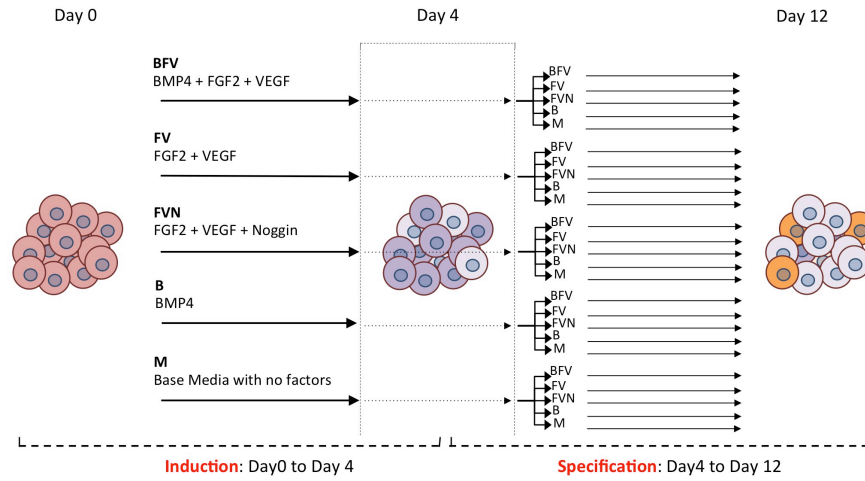 Day 0
Day 4
Day 12
BFV
BMP4 + FGF2 + VEGF
BFV
FV
FVN
B
M
FV
FGF2 + VEGF
BFV
FV
FVN
B
M
FVN
FGF2 + VEGF + Noggin
BFV
FV
FVN
B
M
B
BMP4
BFV
FV
FVN
B
M
M
Base Media with no factors
BFV
FV
FVN
B
M
Induction: Day0 to Day 4
Specification: Day4 to Day 12